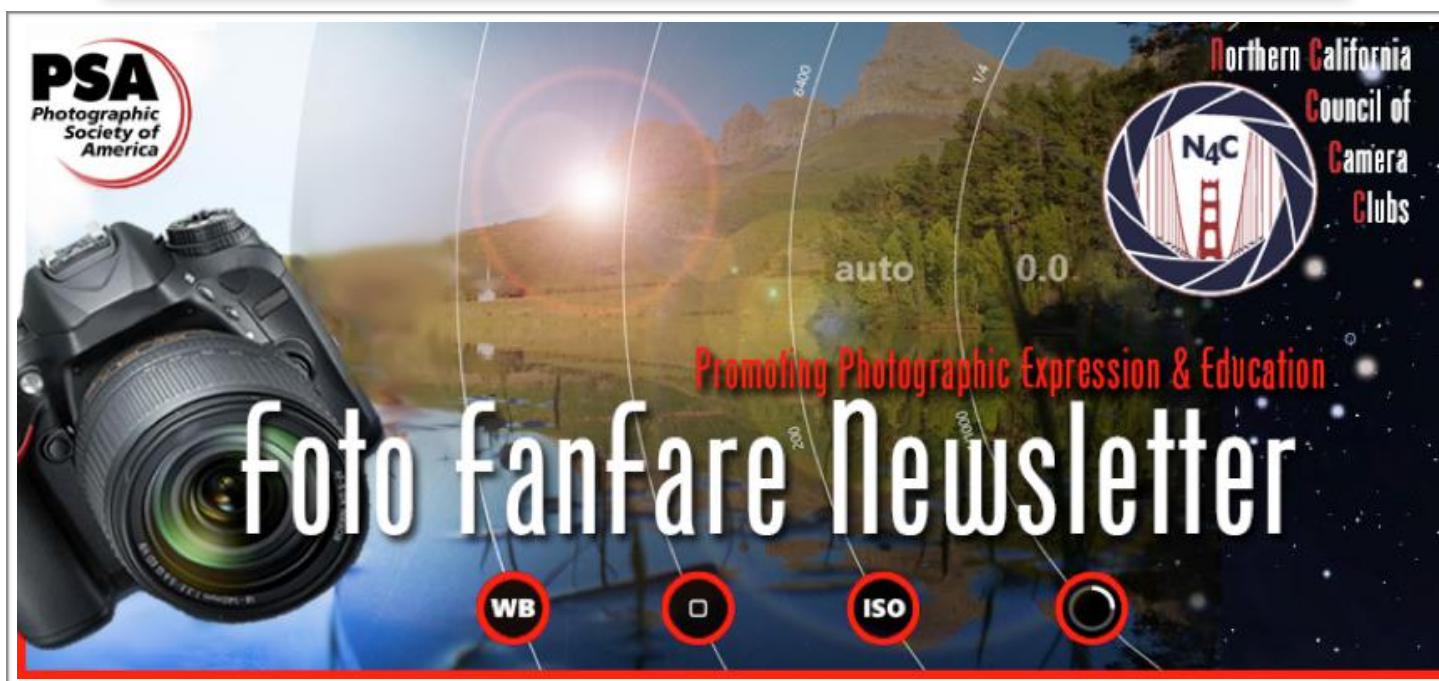 PSA
Photographic
Society of
America
Northern California
Council of
Camera
Clubs
N4C
6400
1/4
auto
0.0
Promoting Photographic Expression & Education
200
Foto Fanfare Newsletter
WB
ISO